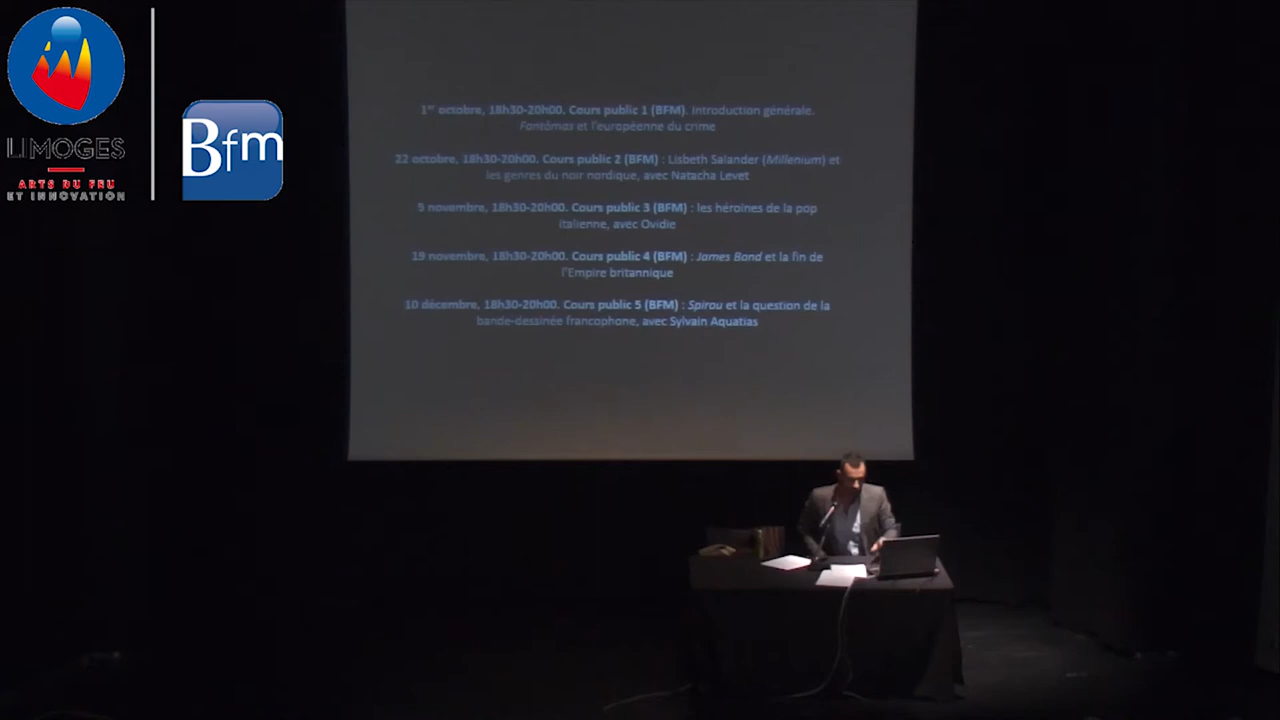 LIMOGES
ARTS DU FEU
ET INNOVATION
Bfm
1er octobre, 18h30-20h00. Cours public 1 (BFM). Introduction générale.
Fantômas et l'européenne du crime
22 octobre, 18h30-20h00. Cours public 2 (BFM) : Lisbeth Salander (Millenium) et
les genres du noir nordique, avec Natacha Levet
5 novembre, 18h30-20h00. Cours public 3 (BFM) : les héroïnes de la pop
italienne, avec Ovidie
19 novembre, 18h30-20h00. Cours public 4 (BFM) : James Bond et la fin de
l'Empire britannique
10 décembre, 18h30-20h00. Cours public 5 (BFM) : Spirou et la question de la
bande-dessinée francophone, avec Sylvain Aquatias